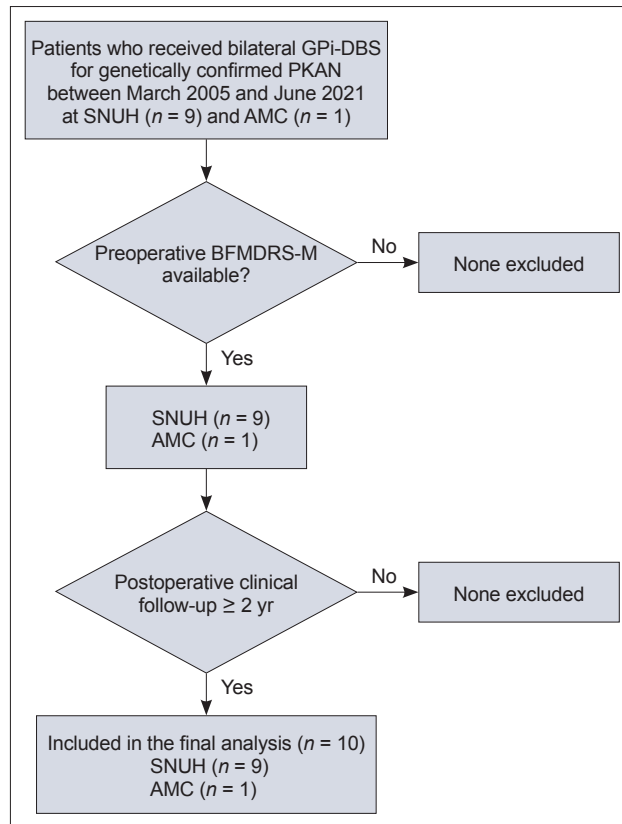 Patients who received bilateral GPi-DBS
for genetically confirmed PKAN
between March 2005 and June 2021
at SNUH (n = 9) and AMC (n = 1)
Preoperative BFMDRS-M
available?
No
None excluded
Yes
SNUH (n = 9)
AMC (n = 1)
Postoperative clinical
follow-up ≥ 2 yr
No
None excluded
Yes
Included in the final analysis (n = 10)
SNUH (n = 9)
AMC (n = 1)